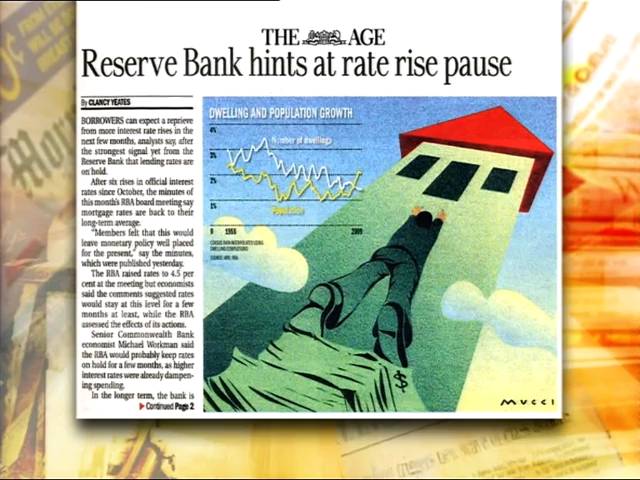 THE AGE
Reserve Bank hints at rate rise pause
By CLANCY YEATES
BORROWERS can expect a reprieve
from more interest rate rises in the
next few months, analysts say, after
the strongest signal yet from the
Reserve Bank that lending rates are
on hold.
After six rises in official interest
rates since October, the minutes of
this month's RBA board meeting say
mortgage rates are back to their
long-term average.
"Members felt that this would
leave monetary policy well placed
for the present," say the minutes,
which were published yesterday.
The RBA raised rates to 4.5 per
cent at the meeting but economists
said the comments suggested rates
would stay at this level for a few
months at least, while the RBA
assessed the effects of its actions.
Senior Commonwealth Bank
economist Michael Workman said
the RBA would probably keep rates
on hold for a few months, as higher
interest rates were already dampen-
ing spending.
In the longer term, the bank is
Continued Page 2
DWELLING AND POPULATION GROWTH
4%
Number of dwellings
3%
2%
1%
Population
0
2009
$
MUCCI